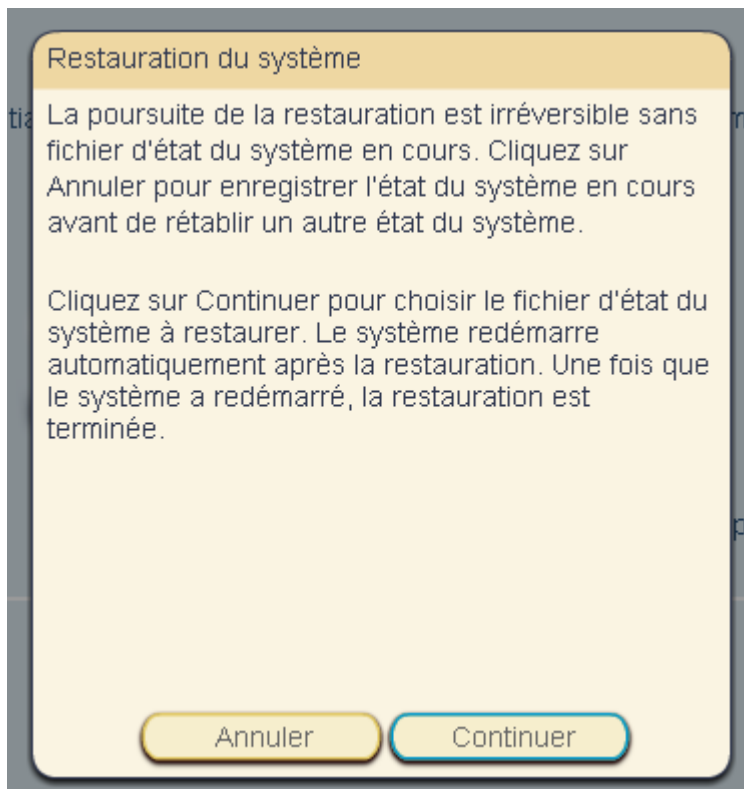 Restauration du système
La poursuite de la restauration est irréversible sans
fichier d'état du système en cours. Cliquez sur
Annuler pour enregistrer l'état du système en cours
avant de rétablir un autre état du système.
Cliquez sur Continuer pour choisir le fichier d'état du
système à restaurer. Le système redémarre
automatiquement après la restauration. Une fois que
le système a redémarré, la restauration est
terminée.
Annuler Continuer